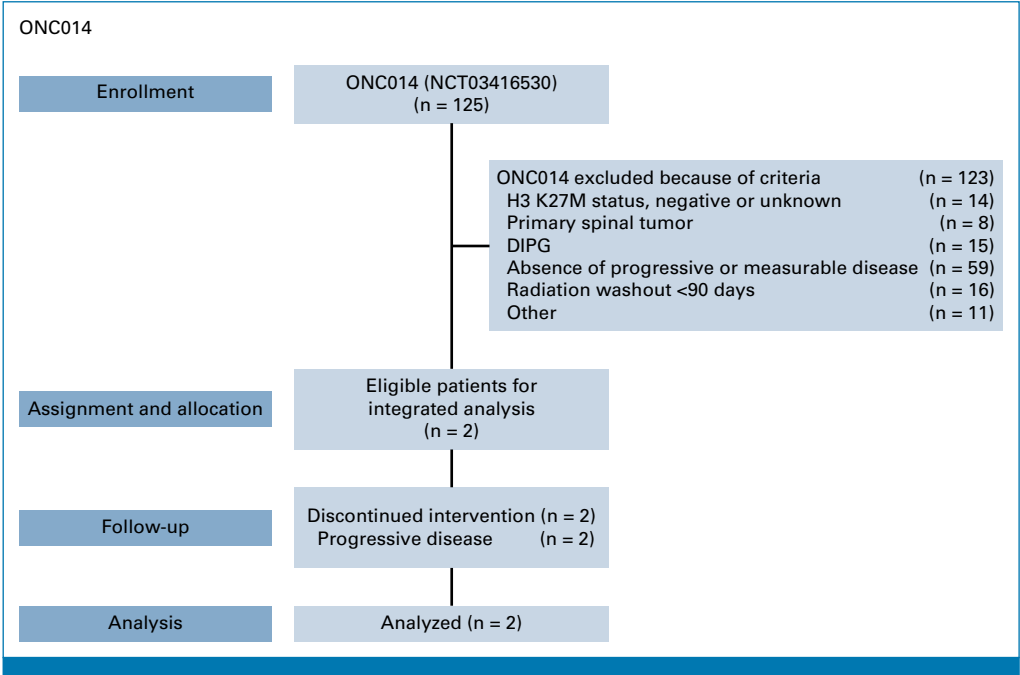 ONC014
Enrollment
ONC014 (NCT03416530)
(n = 125)
ONC014 excluded because of criteria (n = 123)
H3 K27M status, negative or unknown (n = 14)
Primary spinal tumor (n = 8)
DIPG (n = 15)
Absence of progressive or measurable disease (n = 59)
Radiation washout <90 days (n = 16)
Other (n = 11)
Assignment and allocation
Eligible patients for
integrated analysis
(n = 2)
Follow-up
Discontinued intervention (n = 2)
Progressive disease (n = 2)
Analysis
Analyzed (n = 2)